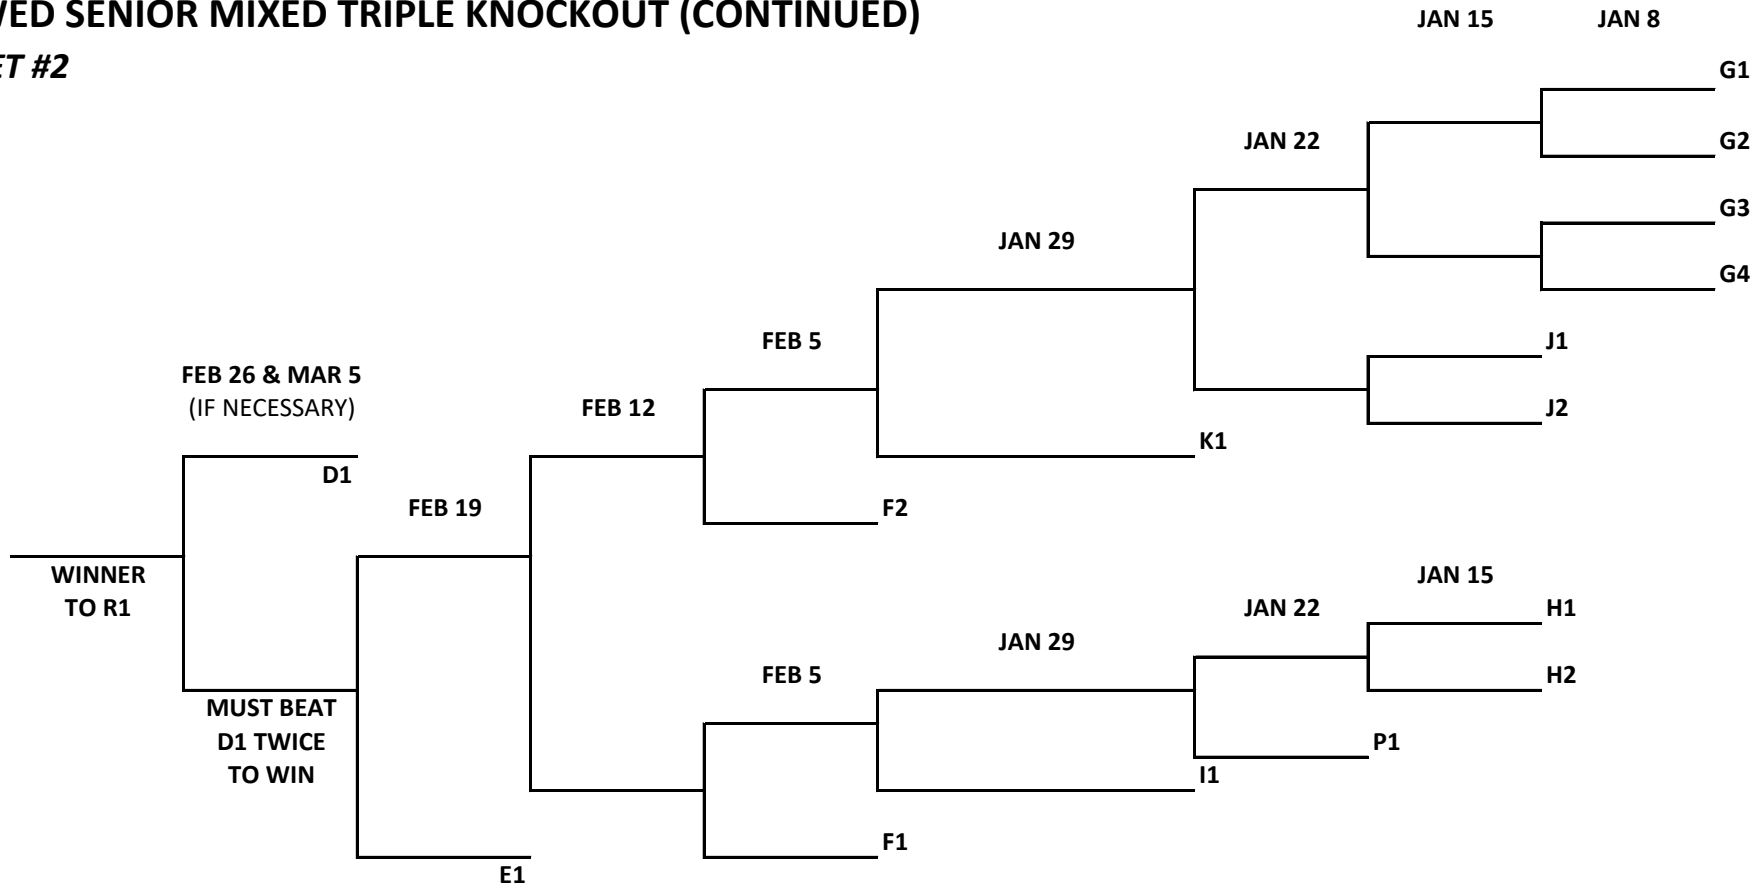 SENIOR MIXED TRIPLE KNOCKOUT (CONTINUED)
#2
JAN 15
JAN 8
G1
G2
JAN 22
G3
JAN 29
G4
FEB 5
J1
FEB 26 & MAR 5
(IF NECESSARY)
FEB 12
J2
K1
D1
FEB 19
F2
WINNER
TO R1
JAN 15
JAN 22
H1
JAN 29
FEB 5
H2
MUST BEAT
D1 TWICE
TO WIN
P1
I1
F1
E1